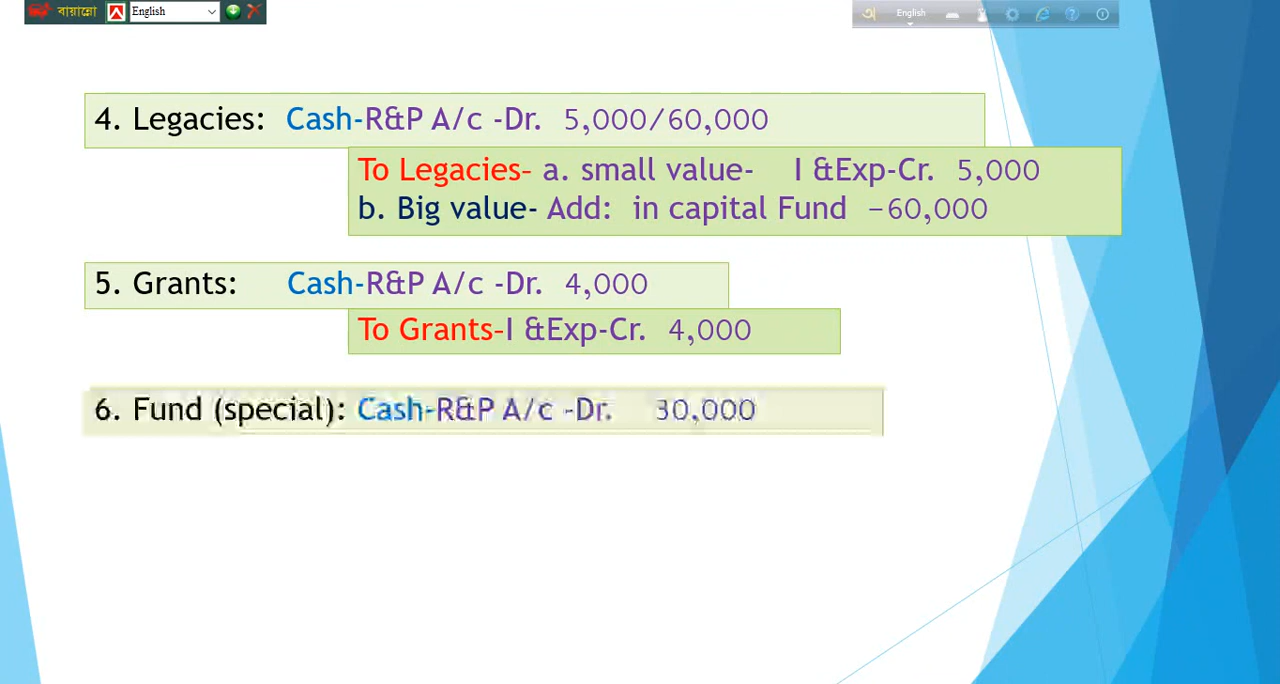 বায়ান্নো English
অ English
4. Legacies: Cash-R&P A/c -Dr. 5,000/60,000
To Legacies- a. small value- I &Exp-Cr. 5,000
b. Big value- Add: in capital Fund -60,000
5. Grants: Cash-R&P A/c -Dr. 4,000
To Grants-I &Exp-Cr. 4,000
6. Fund (special): Cash-R&P A/c -Dr. 30,000